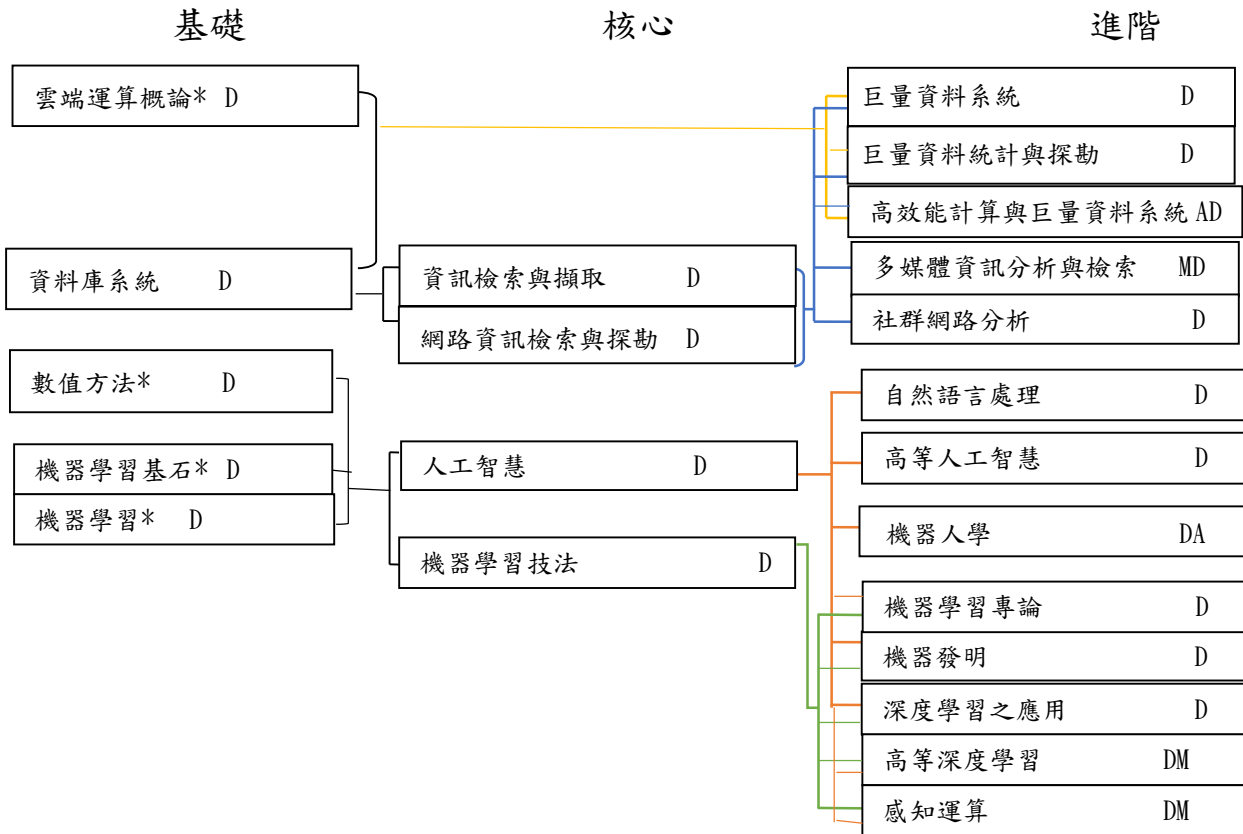 基礎 核心 進階
雲端運算概論* D
資料庫系統 D
數值方法* D
機器學習基石* D
機器學習* D
資訊檢索與擷取 D
網路資訊檢索與探勘 D
人工智慧 D
機器學習技法 D
巨量資料系統 D
巨量資料統計與探勘 D
高效能計算與巨量資料系統 AD
多媒體資訊分析與檢索 MD
社群網路分析 D
自然語言處理 D
高等人工智慧 D
機器人學 DA
機器學習專論 D
機器發明 D
深度學習之應用 D
高等深度學習 DM
感知運算 DM